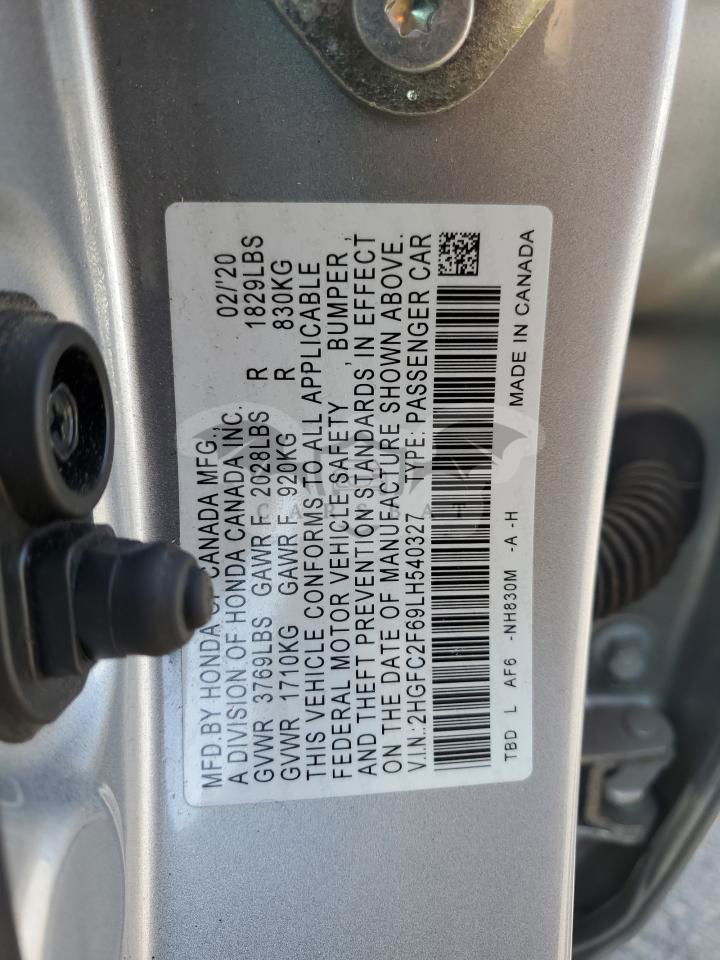 MFD. BY HONDA OF CANADA MFG., 02/'20
A DIVISION OF HONDA CANADA INC.
GVWR 3769LBS GAWR F 2028LBS R 1829LBS
GVWR 1710KG GAWR F 920KG R 830KG
THIS VEHICLE CONFORMS TO ALL APPLICABLE
FEDERAL MOTOR VEHICLE SAFETY , BUMPER ,
AND THEFT PREVENTION STANDARDS IN EFFECT
ON THE DATE OF MANUFACTURE SHOWN ABOVE.
V.I.N.:2HGFC2F69LH540327 TYPE: PASSENGER CAR
TBD L AF6 -NH830M -A -H MADE IN CANADA